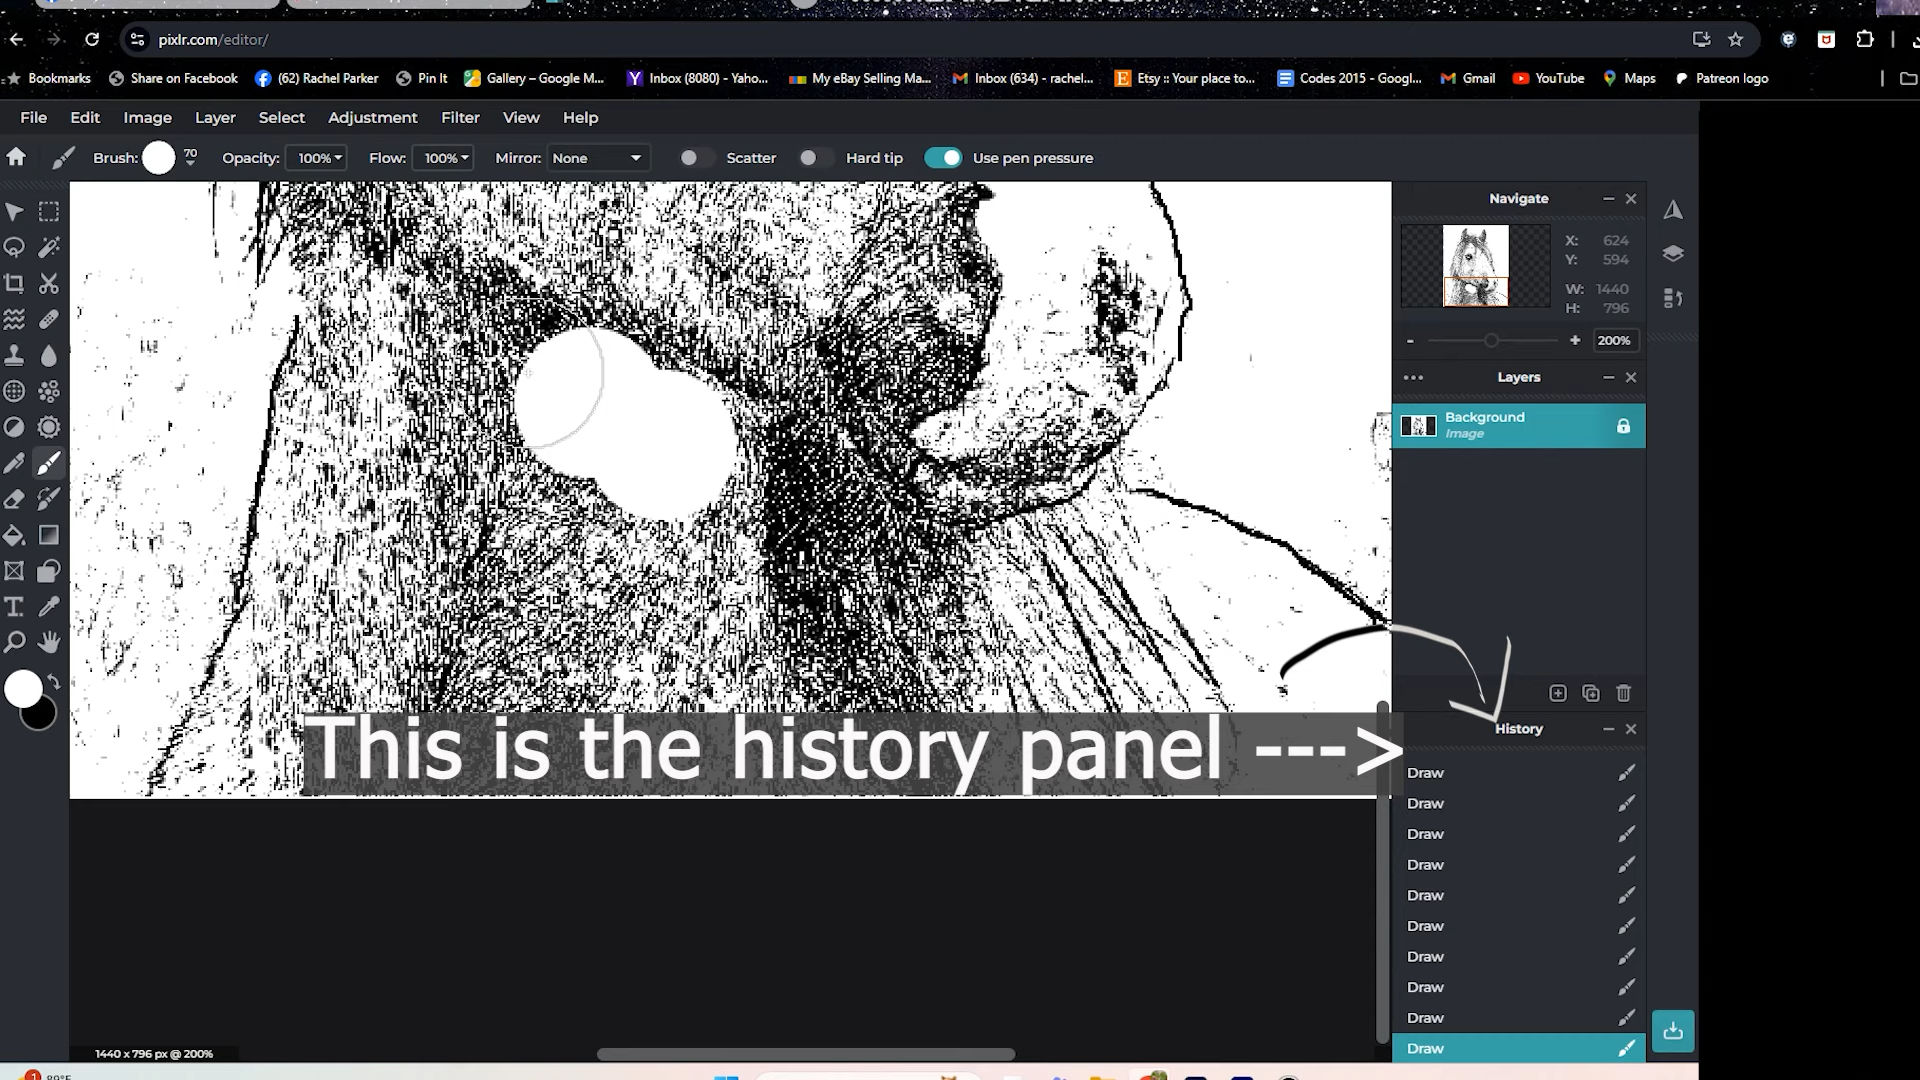 pixlr.com/editor/
Bookmarks Share on Facebook (62) Rachel Parker Pin It Gallery – Google M... Inbox (8080) - Yaho... My eBay Selling Ma... Inbox (634) - rachel... Etsy :: Your place to... Codes 2015 - Googl... Gmail YouTube Maps Patreon logo
File Edit Image Layer Select Adjustment Filter View Help
Brush: 70 Opacity: 100% Flow: 100% Mirror: None Scatter Hard tip Use pen pressure
Navigate
X: 624
Y: 594
W: 1440
H: 796
- + 200%
Layers
Background
Image
This is the history panel --->
History
Draw
Draw
Draw
Draw
Draw
Draw
Draw
Draw
Draw
Draw
1440 x 796 px @ 200%
1 89°F